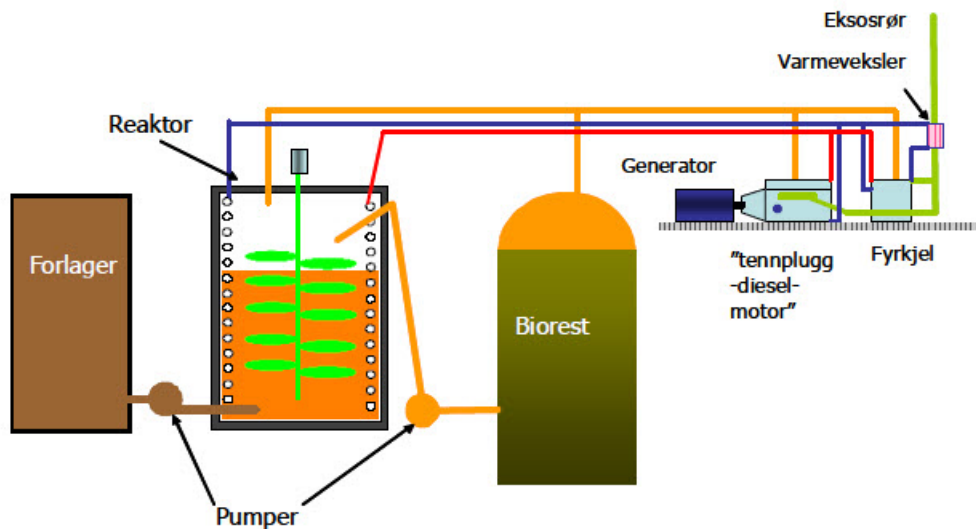 Eksosrør
Varmeveksler
Reaktor
Generator
Forlager
"tennplugg
-diesel-
motor"
Fyrkjel
Biorest
Pumper